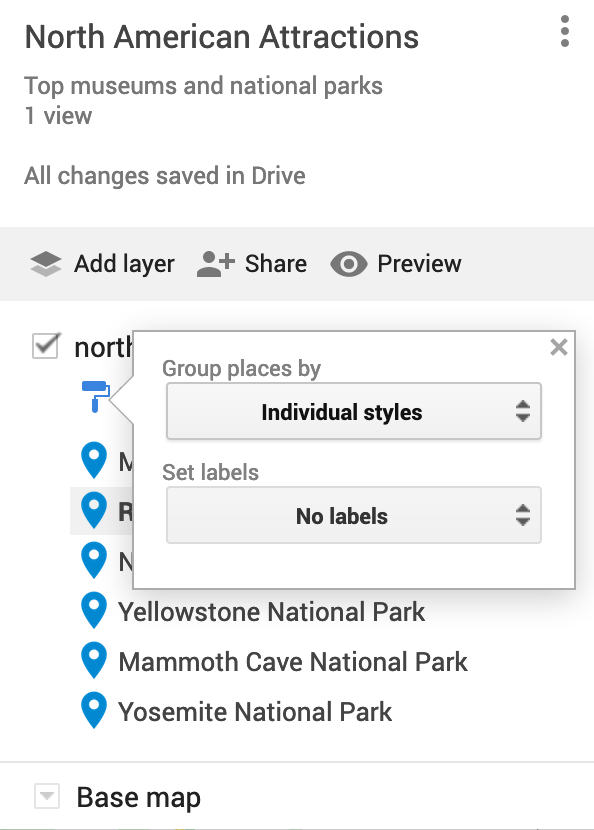 North American Attractions
Top museums and national parks
1 view
All changes saved in Drive
Add layer Share Preview
north
Group places by
Individual styles
Set labels
No labels
M
R
N
Yellowstone National Park
Mammoth Cave National Park
Yosemite National Park
Base map